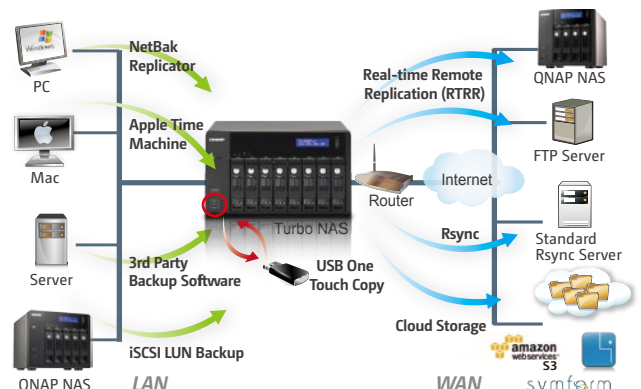 Windows
NetBak
Replicator
PC
Real-time Remote
Replication (RTRR)
QNAP NAS
Apple Time
Machine
Mac
FTP Server
Internet
Router
Turbo NAS
Rsync
Standard
Rsync Server
Server
3rd Party
Backup Software
USB One
Touch Copy
Cloud Storage
iSCSI LUN Backup
amazon
webservices
S3
QNAP NAS
LAN
WAN
symform